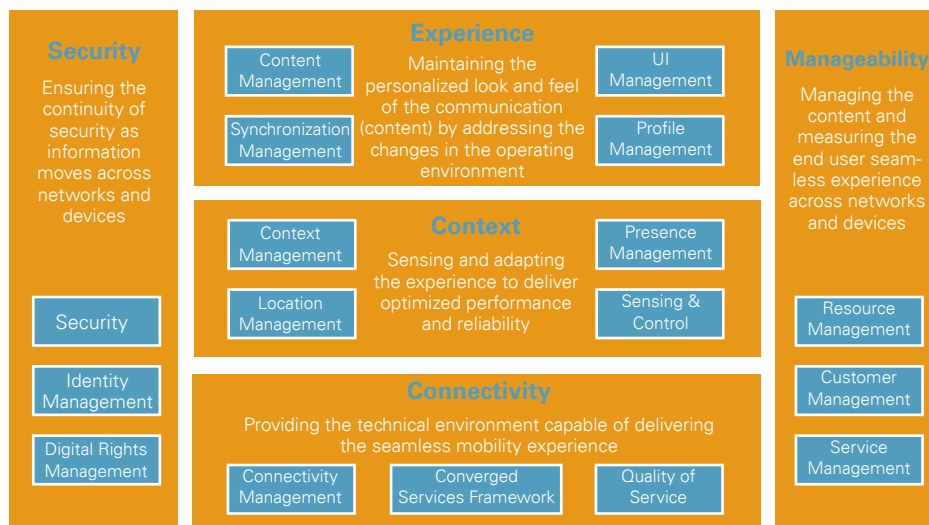 Security
Ensuring the
continuity of
security as
information
moves across
networks and
devices
Security
Identity
Management
Digital Rights
Management
Experience
Maintaining the
personalized look and feel
of the communication
(content) by addressing the
changes in the operating
environment
Content
Management
Synchronization
Management
UI
Management
Profile
Management
Context
Sensing and adapting
the experience to deliver
optimized performance
and reliability
Context
Management
Location
Management
Presence
Management
Sensing &
Control
Connectivity
Providing the technical environment capable of delivering
the seamless mobility experience
Connectivity
Management
Converged
Services Framework
Quality of
Service
Manageability
Managing the
content and
measuring the
end user seam-
less experience
across networks
and devices
Resource
Management
Customer
Management
Service
Management